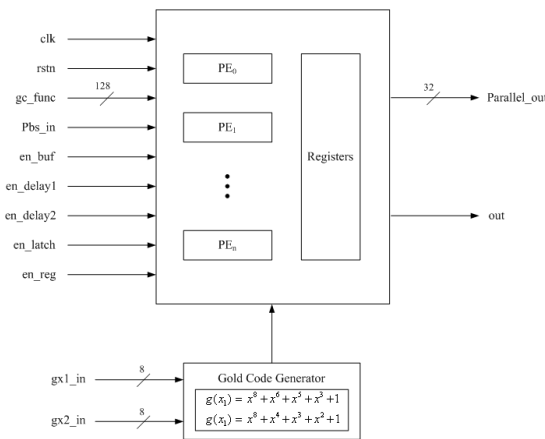 clk
rstn
gc_func
128
Pbs_in
en_buf
en_delay1
en_delay2
en_latch
en_reg
PE₀
PE₁
PEₙ
Registers
32
Parallel_out
out
gx1_in
8
gx2_in
8
Gold Code Generator
g(x₁) = x⁸ + x⁶ + x⁵ + x³ + 1
g(x₁) = x⁸ + x⁴ + x³ + x² + 1